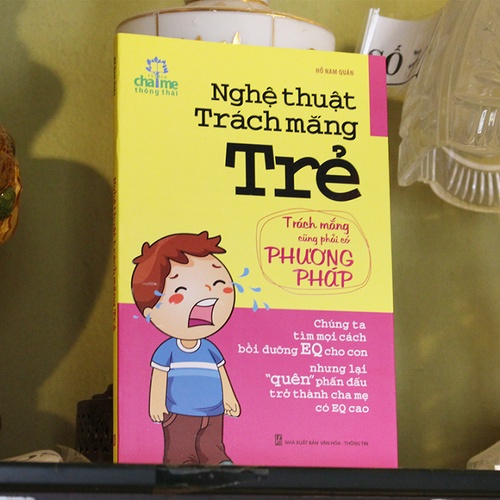 HỒ NAM QUÂN
cha mẹ
thông thái
Nghệ thuật
Trách mắng
TRẺ
Trách mắng
cũng phải có
PHƯƠNG
PHÁP
Chúng ta
tìm mọi cách
bồi dưỡng EQ cho con
nhưng lại
"quên" phấn đấu
trở thành cha mẹ
có EQ cao
NHÀ XUẤT BẢN VĂN HÓA - THÔNG TIN
SỐ